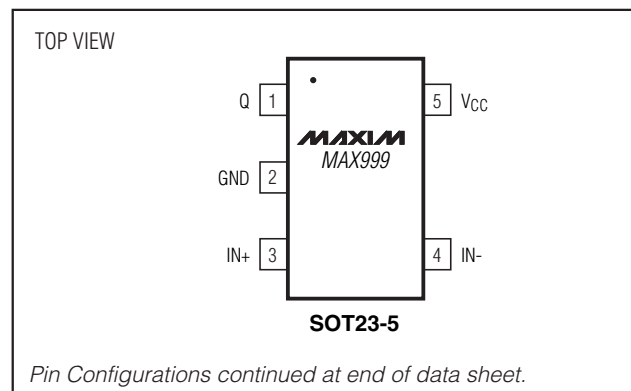 TOP VIEW
Q 1
5 VCC
MAXIM
MAX999
GND 2
IN+ 3
4 IN-
SOT23-5
Pin Configurations continued at end of data sheet.